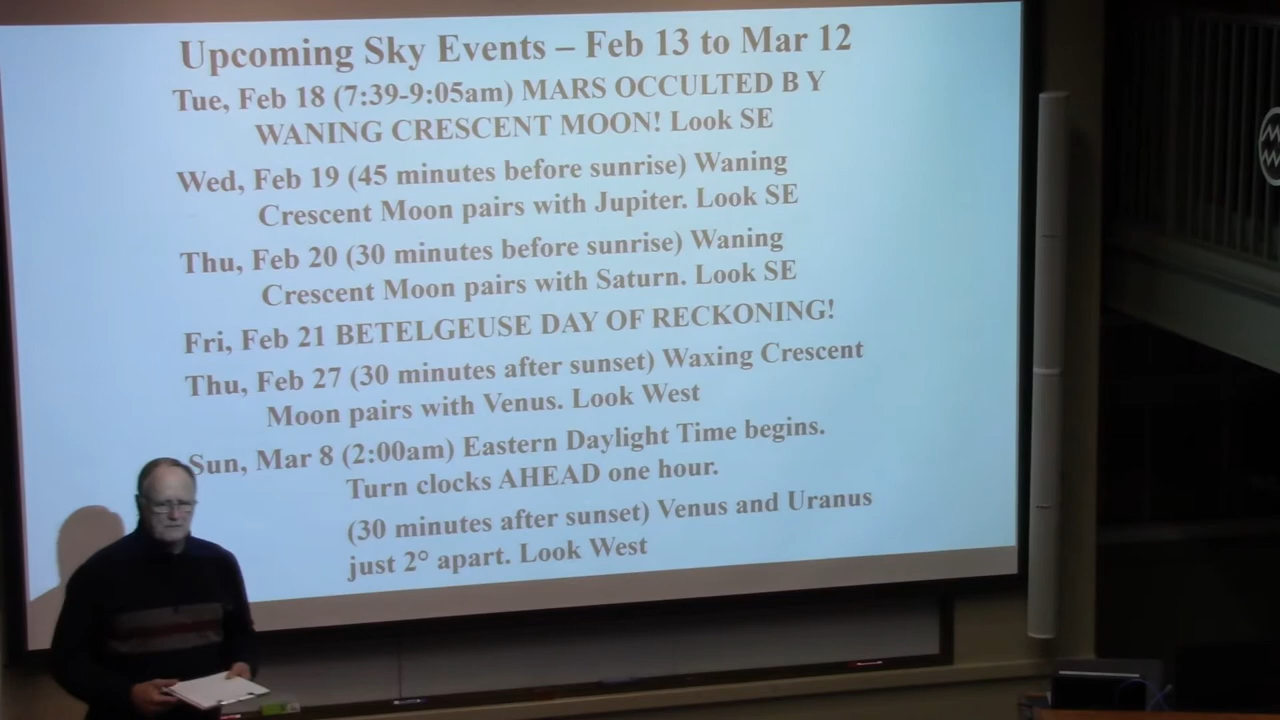 Upcoming Sky Events – Feb 13 to Mar 12
Tue, Feb 18 (7:39-9:05am) MARS OCCULTED B Y
WANING CRESCENT MOON! Look SE
Wed, Feb 19 (45 minutes before sunrise) Waning
Crescent Moon pairs with Jupiter. Look SE
Thu, Feb 20 (30 minutes before sunrise) Waning
Crescent Moon pairs with Saturn. Look SE
Fri, Feb 21 BETELGEUSE DAY OF RECKONING!
Thu, Feb 27 (30 minutes after sunset) Waxing Crescent
Moon pairs with Venus. Look West
Sun, Mar 8 (2:00am) Eastern Daylight Time begins.
Turn clocks AHEAD one hour.
(30 minutes after sunset) Venus and Uranus
just 2° apart. Look West